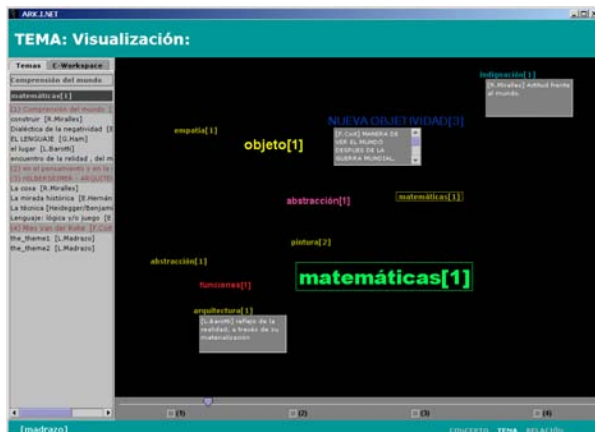 ARK.I.NET
TEMA: Visualización:
Temas C-Workspace
Comprensión del mundo
matemáticas[1]
(1) Comprensión del mundo [
construir [R.Miralles]
Dialéctica de la negatividad [E
EL LENGUAJE [G.Ham]
el lugar [L.Barotti]
encuentro de la relidad , del m
(2) en el pensamiento y en la
(3) HILBERSEIMER - ARQUITE
La cosa [R.Miralles]
La mirada histórica [E.Hernán
La técnica [Heidegger/Benjami
Lenguaje: lógica y/o juego [E
(4) Mies Van der Rohe [F.Coit
the_thema1 [L.Madrazo]
the_thema2 [L.Madrazo]
indignación[1]
[R.Miralles] Actitud frente
al mundo.
NUEVA OBJETIVIDAD[3]
[F.Coit] MANERA DE
VER EL MUNDO
DESPUES DE LA
GUERRA MUNDIAL.
empatía[1]
objeto[1]
abstracción[1]
matemáticas[1]
pintura[2]
abstracción[1]
matemáticas[1]
funciones[1]
arquitectura[1]
[L.Barotti] reflejo de la
realidad, a través de su
materialización
(1) (2) (3) (4)
[madrazo]
CONCEPTO TEMA RELACIÓN